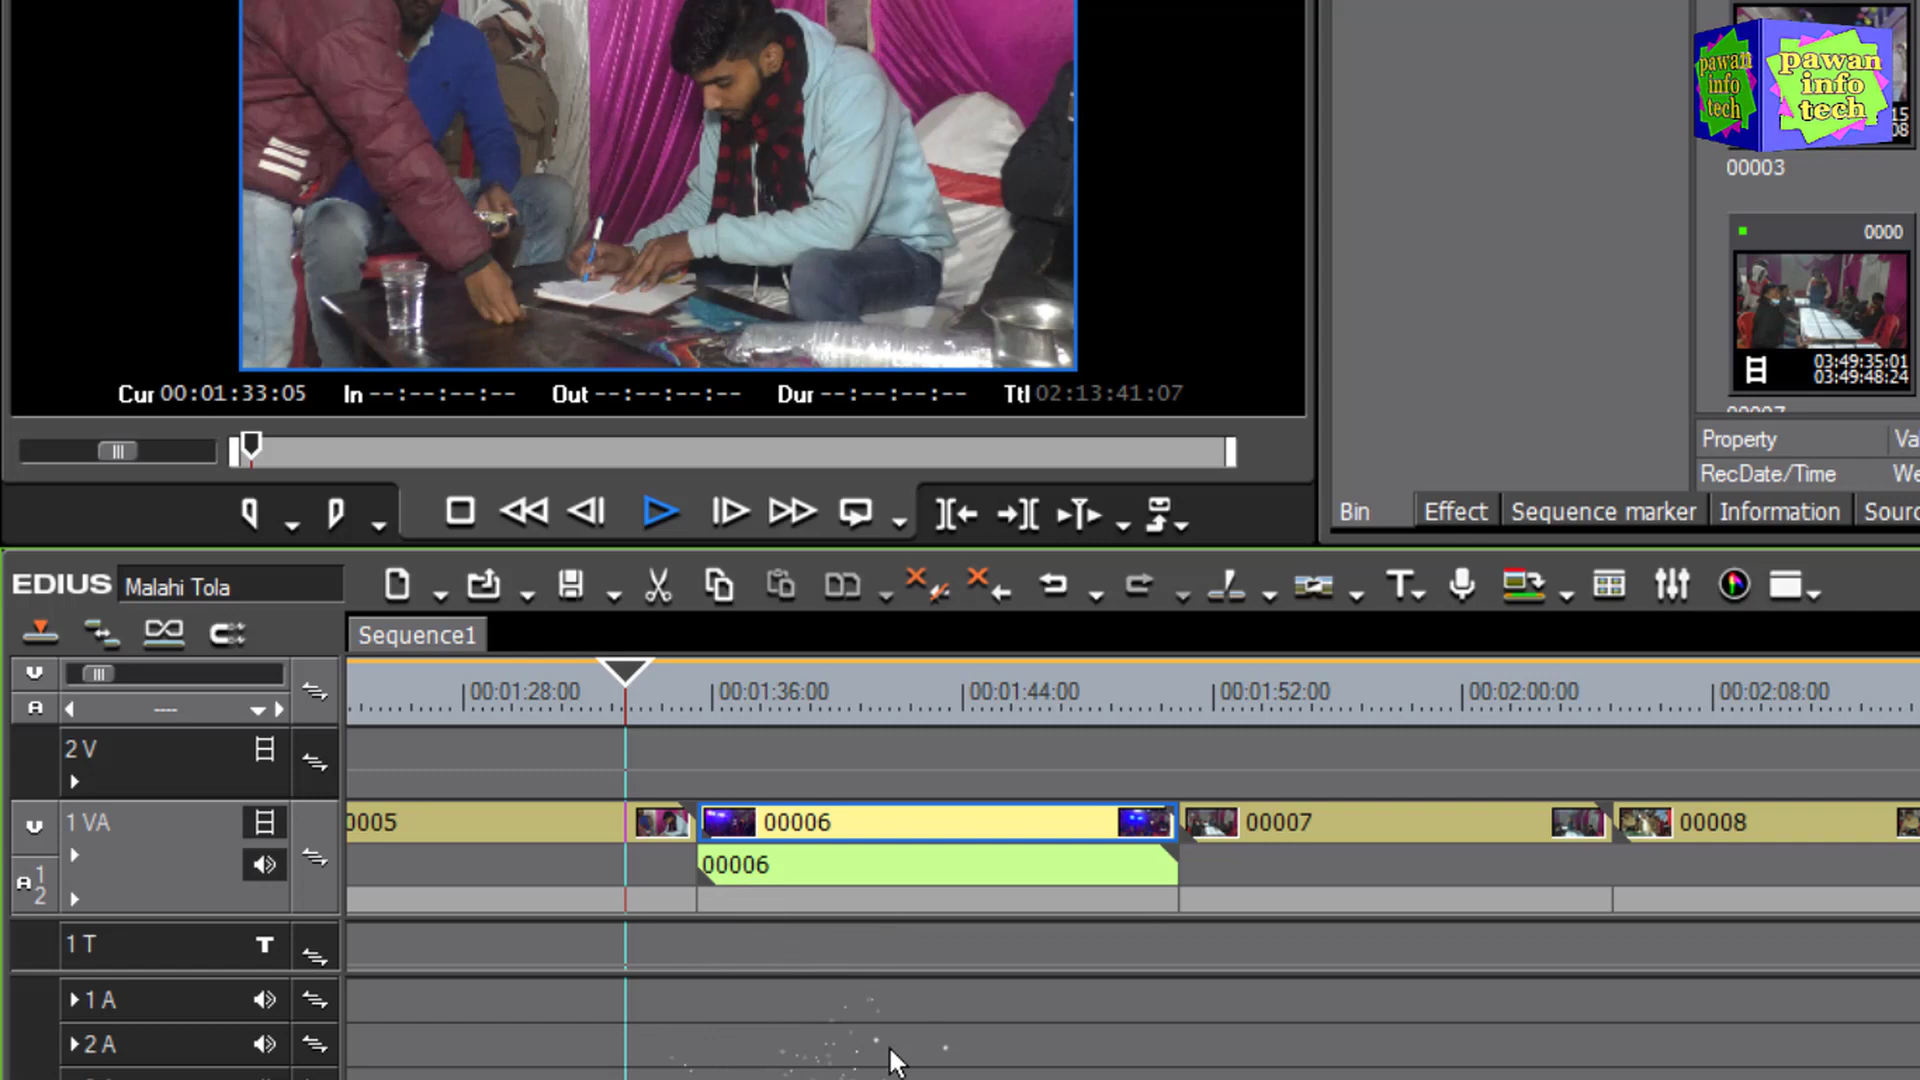 pawan
info
tech
pawan
info
tech
15
08
00003
0000
03:49:35:01
03:49:48:24
Cur 00:01:33:05 In --:--:--:-- Out --:--:--:-- Dur --:--:--:-- Ttl 02:13:41:07
Property Va
RecDate/Time We
Bin Effect Sequence marker Information Sourc
EDIUS Malahi Tola
Sequence1
00:01:28:00 00:01:36:00 00:01:44:00 00:01:52:00 00:02:00:00 00:02:08:00
2 V
1 VA
0005 00006 00007 00008
00006
A 1
2
1 T T
1 A
2 A